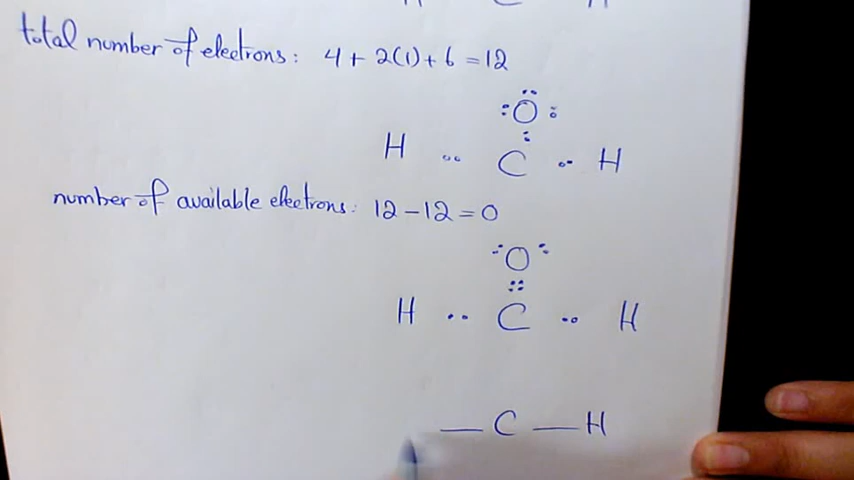 total number of electrons: 4 + 2(1) + 6 = 12
O
H C H
number of available electrons: 12 - 12 = 0
O
H C H
— C — H